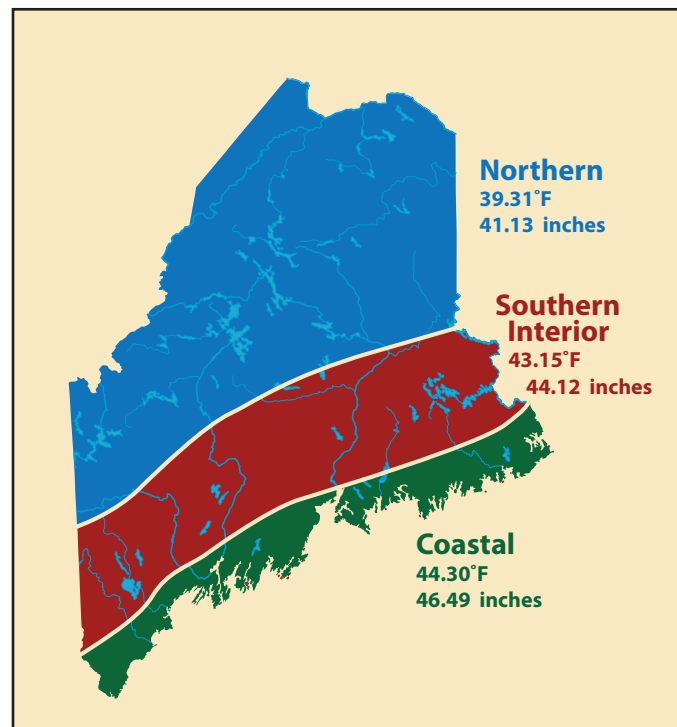 Northern
39.31°F
41.13 inches
Southern
Interior
43.15°F
44.12 inches
Coastal
44.30°F
46.49 inches